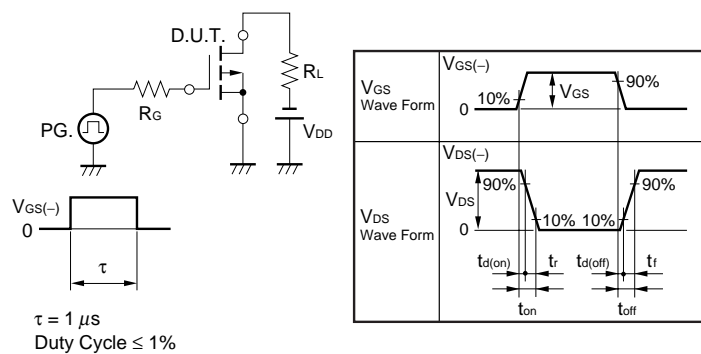 D.U.T.
RL
RG
PG.
VDD
VGS(−)
0
τ
τ = 1 μs
Duty Cycle ≤ 1%
VGS
Wave Form
VGS(−)
10%
VGS
90%
0
VDS
Wave Form
VDS(−)
90%
VDS
90%
10% 10%
0
td(on) tr td(off) tf
ton toff